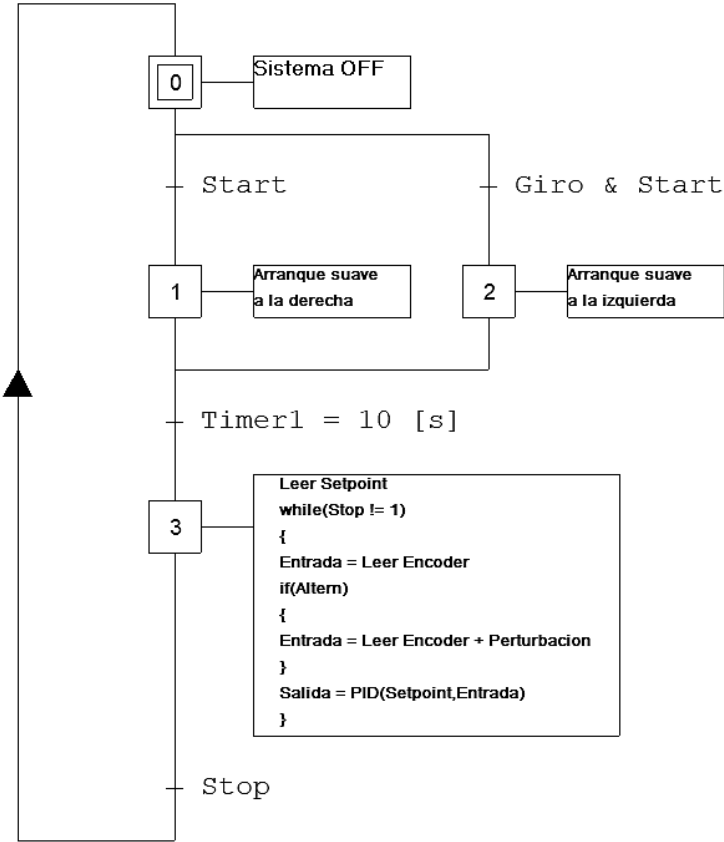 0
Sistema OFF
Start
Giro & Start
1
Arranque suave
a la derecha
2
Arranque suave
a la izquierda
Timer1 = 10 [s]
3
Leer Setpoint
while(Stop != 1)
{
Entrada = Leer Encoder
if(Altern)
{
Entrada = Leer Encoder + Perturbacion
}
Salida = PID(Setpoint,Entrada)
}
Stop